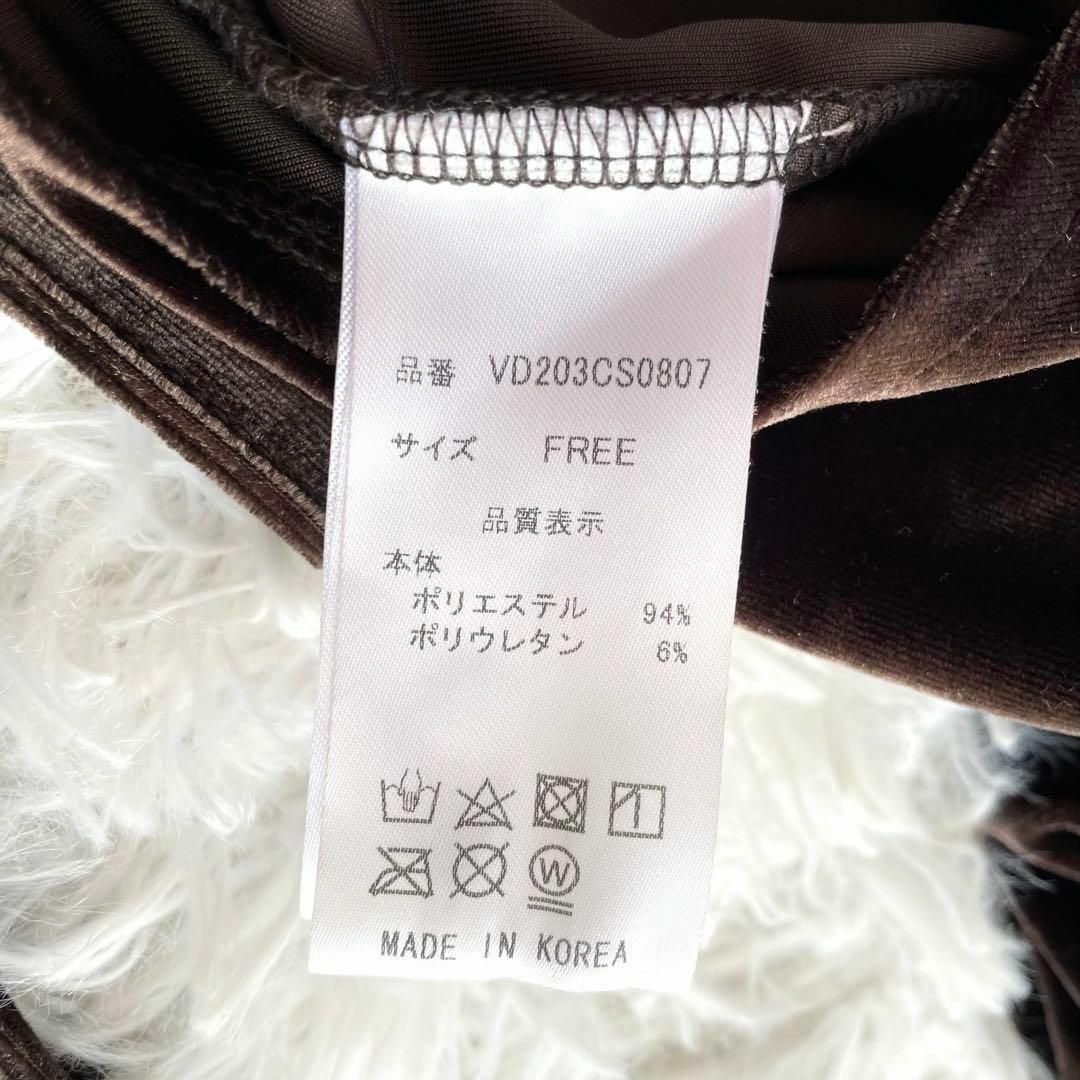 品番 VD203CS0807
サイズ FREE
品質表示
本体
ポリエステル 94%
ポリウレタン 6%
W
MADE IN KOREA